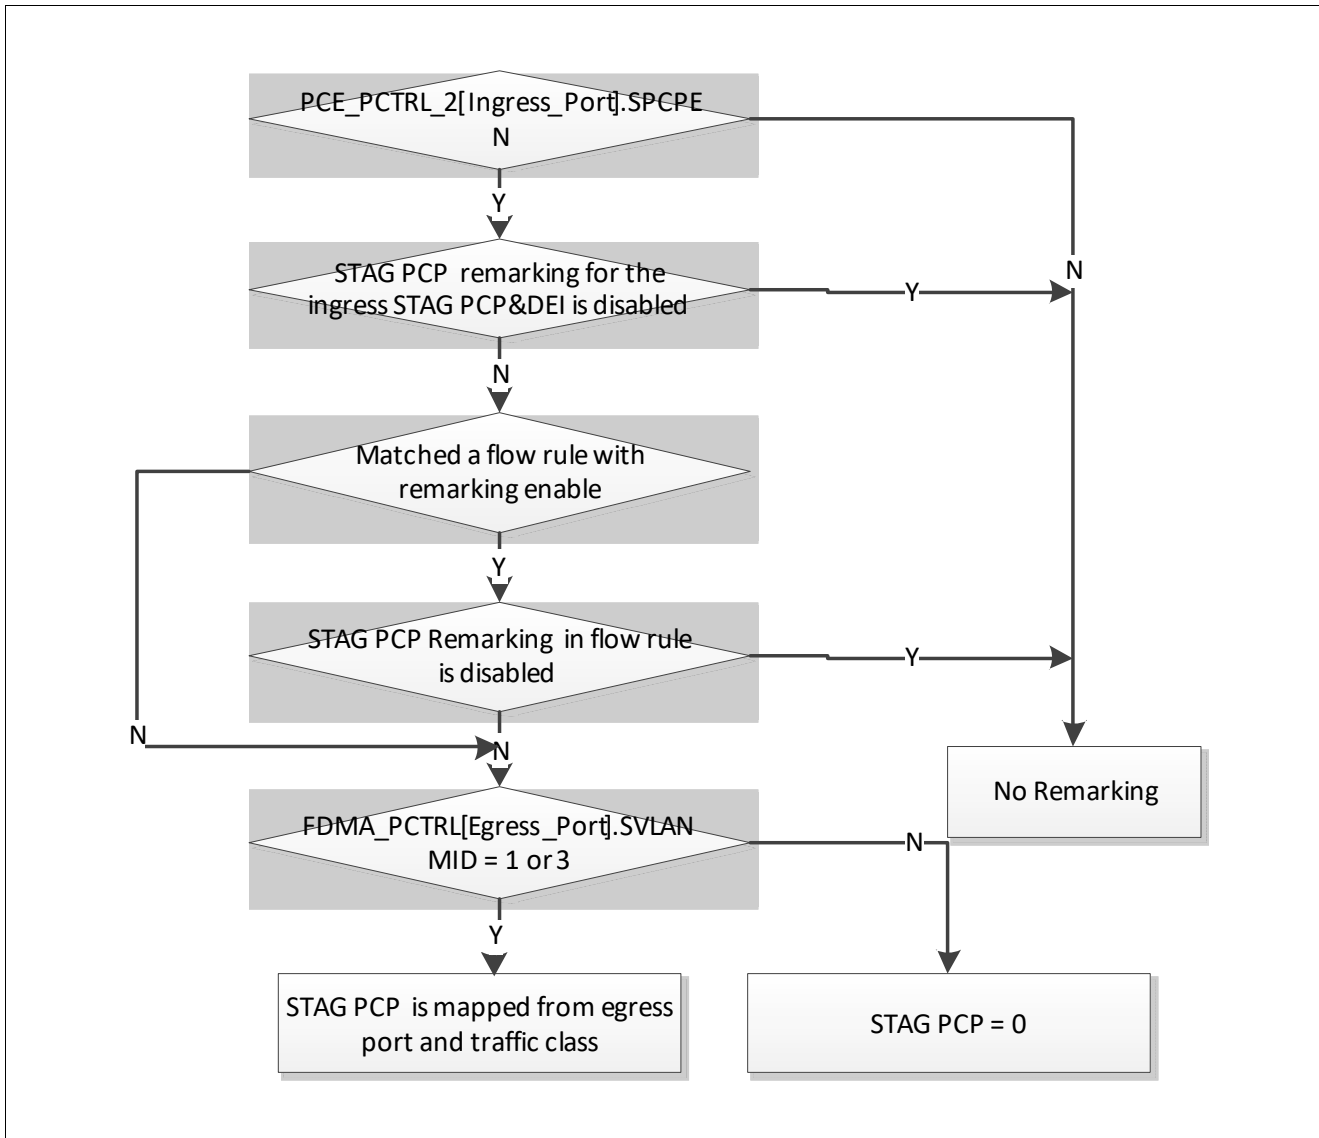 PCE_PCTRL_2[Ingress_Port].SPCPE
N
Y
N
STAG PCP remarking for the
ingress STAG PCP&DEI is disabled
Y
N
Matched a flow rule with
remarking enable
Y
STAG PCP Remarking in flow rule
is disabled
Y
N
N
No Remarking
FDMA_PCTRL[Egress_Port].SVLAN
MID = 1 or 3
N
Y
STAG PCP is mapped from egress
port and traffic class
STAG PCP = 0